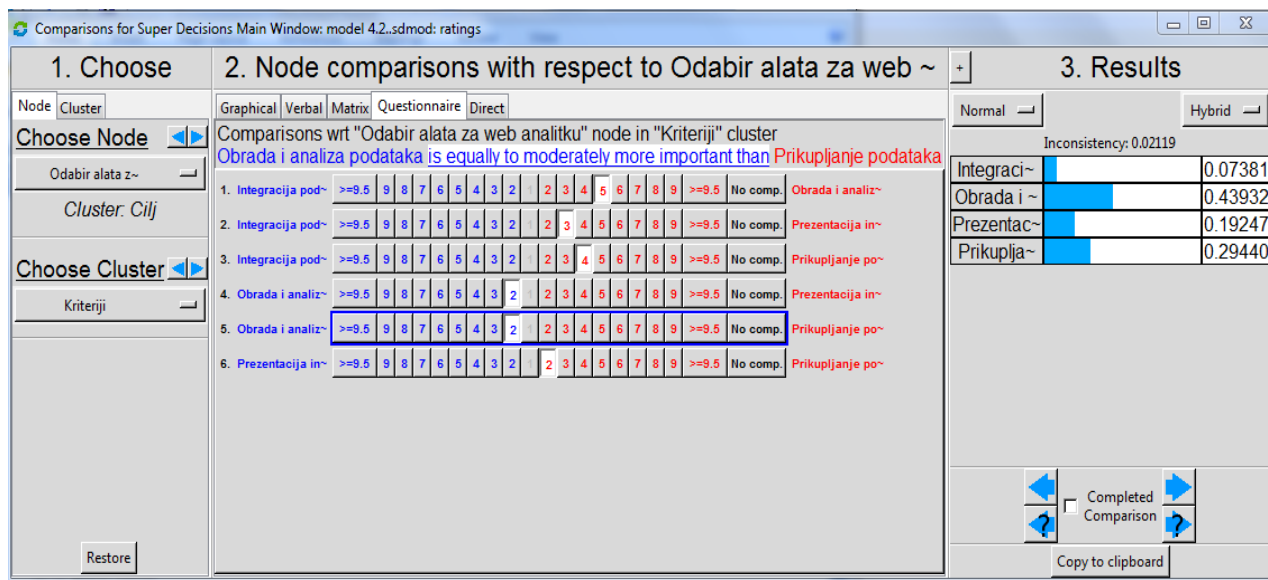 Comparisons for Super Decisions Main Window: model 4.2..sdmod: ratings
1. Choose
Node Cluster
Choose Node
Odabir alata z~
Cluster: Cilj
Choose Cluster
Kriteriji
Restore
2. Node comparisons with respect to Odabir alata za web ~
Graphical Verbal Matrix Questionnaire Direct
Comparisons wrt "Odabir alata za web analitku" node in "Kriteriji" cluster
Obrada i analiza podataka is equally to moderately more important than Prikupljanje podataka
1. Integracija pod~ >=9.5 9 8 7 6 5 4 3 2 1 2 3 4 5 6 7 8 9 >=9.5 No comp. Obrada i analiz~
2. Integracija pod~ >=9.5 9 8 7 6 5 4 3 2 1 2 3 4 5 6 7 8 9 >=9.5 No comp. Prezentacija in~
3. Integracija pod~ >=9.5 9 8 7 6 5 4 3 2 1 2 3 4 5 6 7 8 9 >=9.5 No comp. Prikupljanje po~
4. Obrada i analiz~ >=9.5 9 8 7 6 5 4 3 2 1 2 3 4 5 6 7 8 9 >=9.5 No comp. Prezentacija in~
5. Obrada i analiz~ >=9.5 9 8 7 6 5 4 3 2 1 2 3 4 5 6 7 8 9 >=9.5 No comp. Prikupljanje po~
6. Prezentacija in~ >=9.5 9 8 7 6 5 4 3 2 1 2 3 4 5 6 7 8 9 >=9.5 No comp. Prikupljanje po~
+ 3. Results
Normal Hybrid
Inconsistency: 0.02119
Integraci~ 0.07381
Obrada i ~ 0.43932
Prezentac~ 0.19247
Prikuplja~ 0.29440
Completed
Comparison
? ?
Copy to clipboard